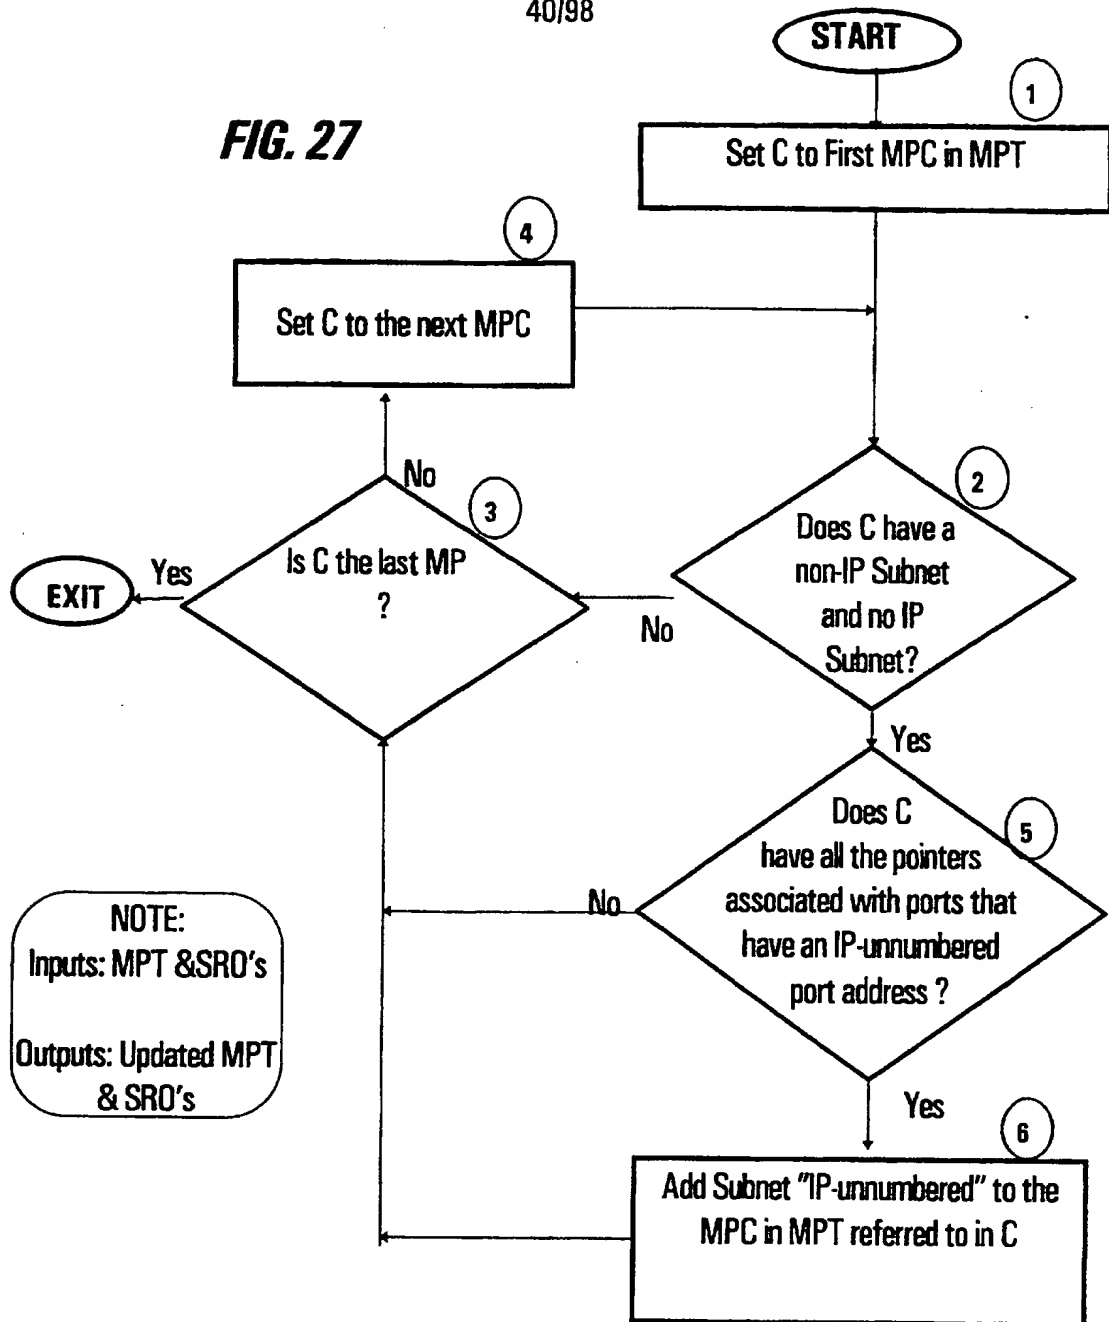 40/98
START
FIG. 27
1
Set C to First MPC in MPT
4
Set C to the next MPC
No
3
2
Does C have a
non-IP Subnet
and no IP
Subnet?
Is C the last MP
?
Yes
EXIT
No
Yes
Does C
have all the pointers
associated with ports that
have an IP-unnumbered
port address ?
5
No
NOTE:
Inputs: MPT &SRO's
Outputs: Updated MPT
& SRO's
Yes
6
Add Subnet "IP-unnumbered" to the
MPC in MPT referred to in C